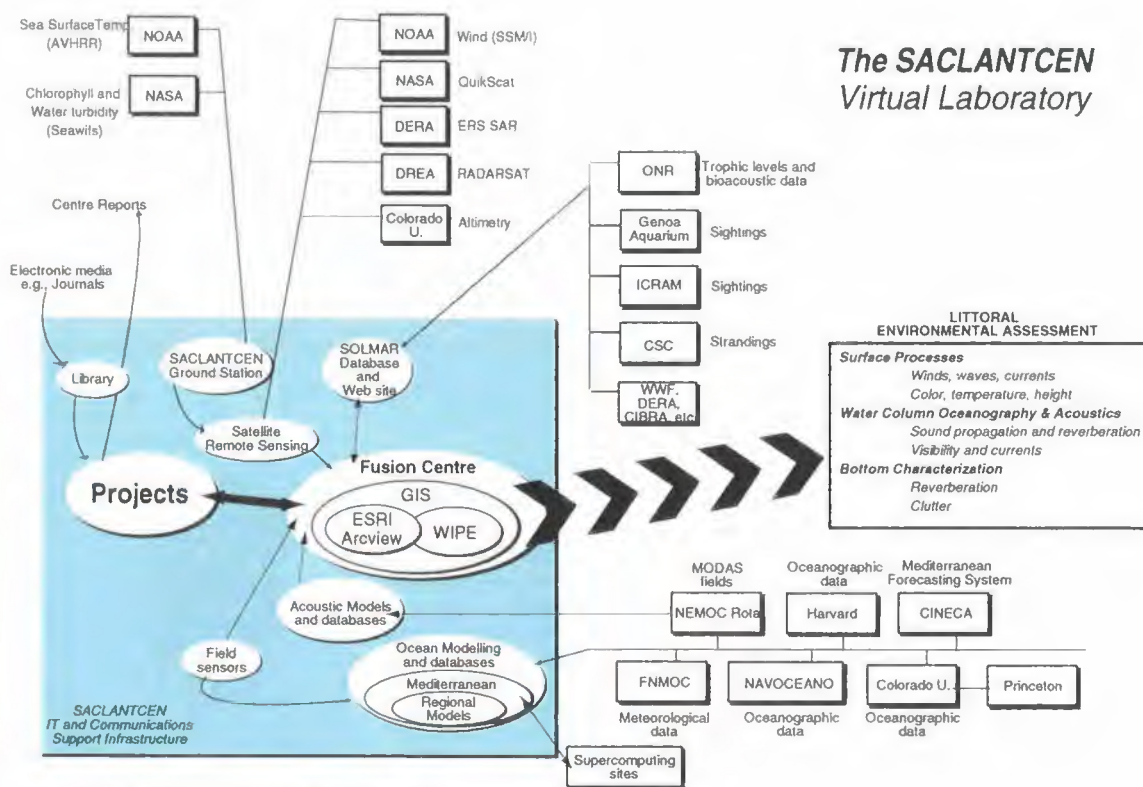 Sea SurfaceTemp
(AVHRR)
NOAA
Chlorophyll and
Water turbidity
(Seawifs)
NASA
NOAA
Wind (SSM/I)
NASA
QuikScat
DERA
ERS SAR
DREA
RADARSAT
Colorado
U.
Altimetry
The SACLANTCEN
Virtual Laboratory
ONR
Trophic levels and
bioacoustic data
Genoa
Aquarium
Sightings
ICRAM
Sightings
CSC
Strandings
WWF,
DERA,
CIBRA, etc
Centre Reports
Electronic media
e.g., Journals
Library
SACLANTCEN
Ground Station
SOLMAR
Database
and
Web site
Satellite
Remote Sensing
Projects
Fusion Centre
GIS
ESRI
Arcview
WIPE
LITTORAL
ENVIRONMENTAL ASSESSMENT
Surface Processes
Winds, waves, currents
Color, temperature, height
Water Column Oceanography & Acoustics
Sound propagation and reverberation
Visibility and currents
Bottom Characterization
Reverberation
Clutter
Acoustic Models
and databases
Field
sensors
Ocean Modelling
and databases
Mediterranean
Regional
Models
SACLANTCEN
IT and Communications
Support Infrastructure
MODAS
fields
NEMOC Rota
Oceanographic
data
Harvard
Mediterranean
Forecasting System
CINECA
FNMOC
Meteorological
data
NAVOCEANO
Oceanographic
data
Colorado U.
Oceanographic
data
Princeton
Supercomputing
sites